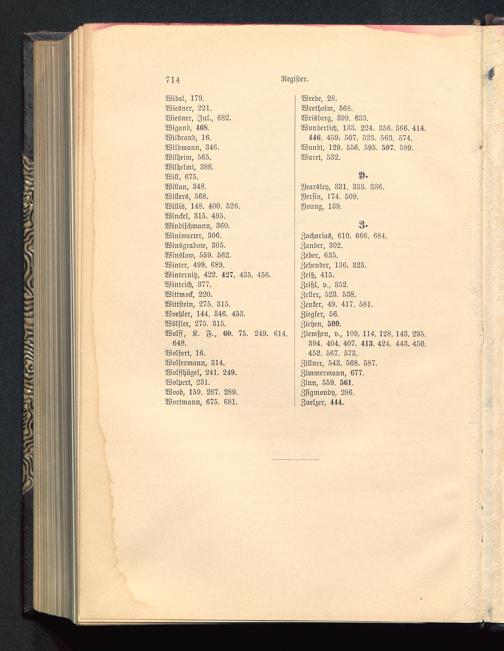 714
Register.
Widal, 179.
Wiesner, 221.
Wiesner, Jul., 682.
Wigand, 468.
Wildbrand, 16.
Wildmann, 346.
Wilheim, 565.
Wilhelmi, 388.
Will, 675.
Willan, 348.
Willers, 568.
Willis, 148. 400. 526.
Winckel, 315. 495.
Windischmann, 360.
Winiwarter, 306.
Winogradow, 305.
Winslow, 559. 562.
Winter, 499. 689.
Winternitz, 422. 427. 435. 456.
Wintrich, 377.
Wittmack, 220.
Wittstein, 275. 315.
Woehler, 144. 346. 453.
Wölfler, 275. 315.
Wolff, K. F., 60. 75. 249. 614.
648.
Wolfart, 16.
Wolfermann, 314.
Wolffhügel, 241. 249.
Wolpert, 231.
Wood, 159. 287. 289.
Wortmann, 675. 681.
Wrede, 28.
Wretholm, 568.
Wrisberg, 399. 633.
Wunderlich, 133. 224. 356. 366. 414.
446. 459. 507. 523. 563. 574.
Wundt, 129. 556. 595. 597. 599.
Wuret, 532.
Y.
Yearsley, 331. 333. 336.
Yersin, 174. 509.
Young, 139.
Z.
Zacharias, 610. 666. 684.
Zander, 302.
Zeder, 635.
Zehender, 136. 325.
Zeiß, 415.
Zeißl, v., 352.
Zeller, 523. 538.
Zenker, 49. 417. 581.
Ziegler, 56.
Ziehen, 599.
Ziemßen, v., 109. 114. 128. 143. 295.
394. 404. 407. 413. 424. 443. 450.
452. 567. 573.
Zillner, 543. 568. 587.
Zimmermann, 677.
Zinn, 559. 561.
Zsigmondy, 286.
Zuelzer, 444.